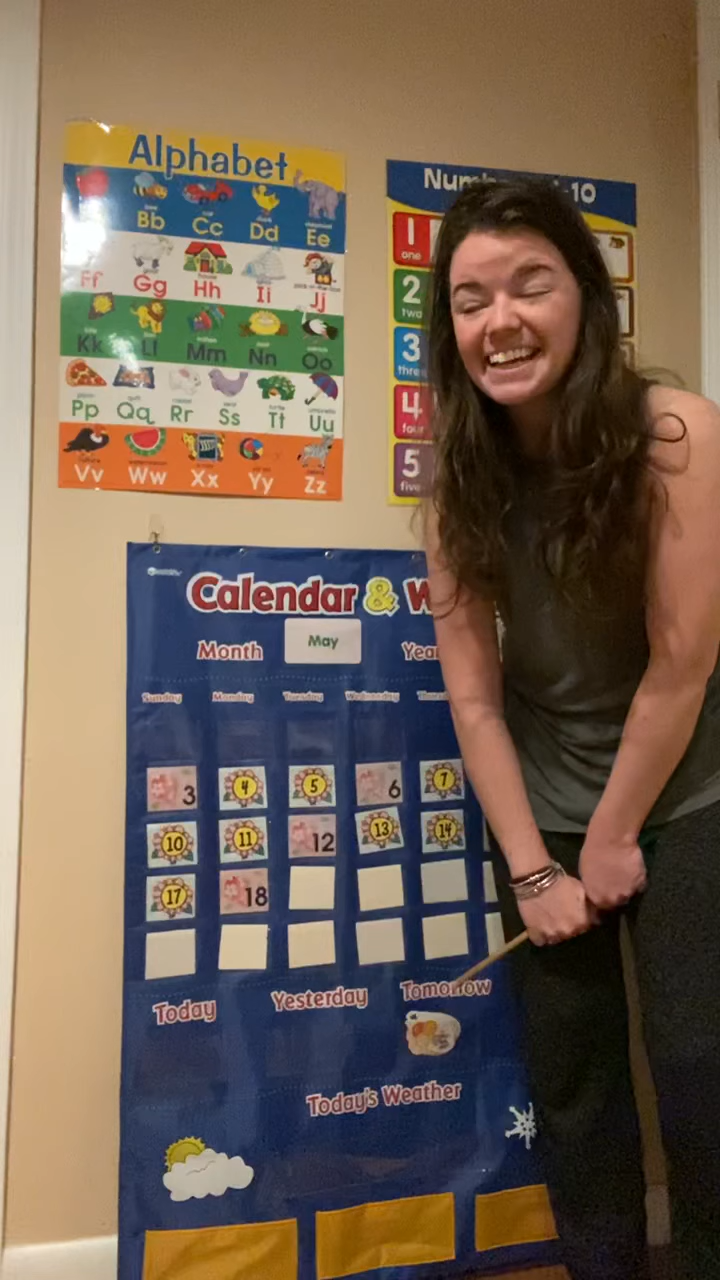 Alphabet
Bb Cc Dd Ee
Ff Gg Hh Ii Jj
Kk Ll Mm Nn Oo
Pp Qq Rr Ss Tt Uu
Vv Ww Xx Yy Zz
10
1
one
2
two
3
4
5
five
Calendar & W
Month May
Sunday Monday Tuesday Wednesday
3 4 5 6 7
10 11 12 13 14
17 18
Today Yesterday Tomorrow
Today's Weather